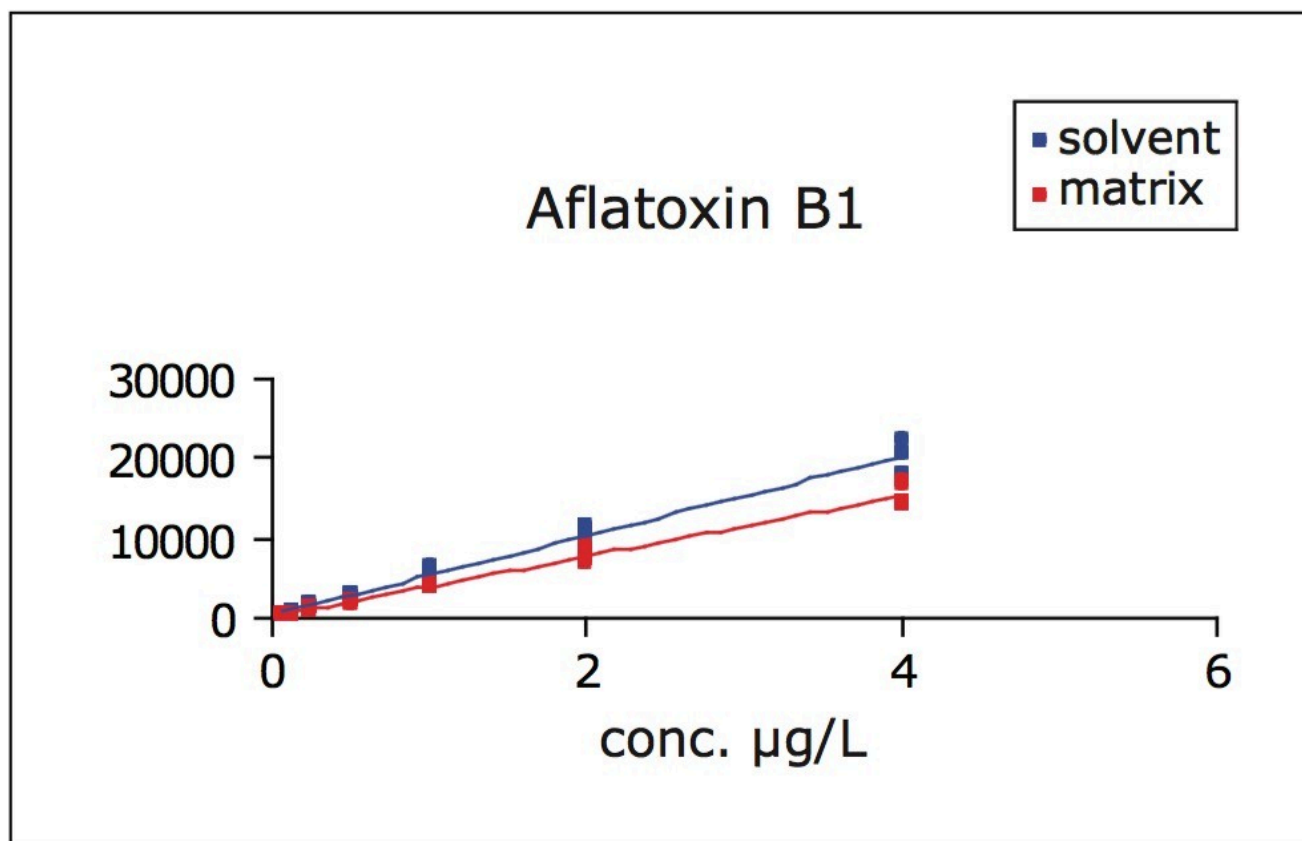 solvent
matrix
Aflatoxin B1
30000
20000
10000
0
0 2 4 6
conc. µg/L